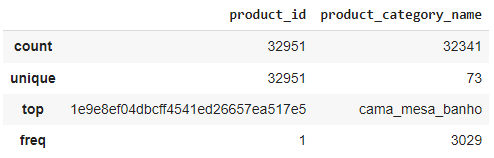 product_id product_category_name
count 32951 32341
unique 32951 73
top 1e9e8ef04dbcff4541ed26657ea517e5 cama_mesa_banho
freq 1 3029